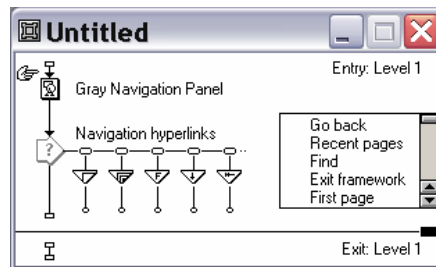 Untitled
Entry: Level 1
Gray Navigation Panel
Navigation hyperlinks
?
F
Go back
Recent pages
Find
Exit framework
First page
Exit: Level 1